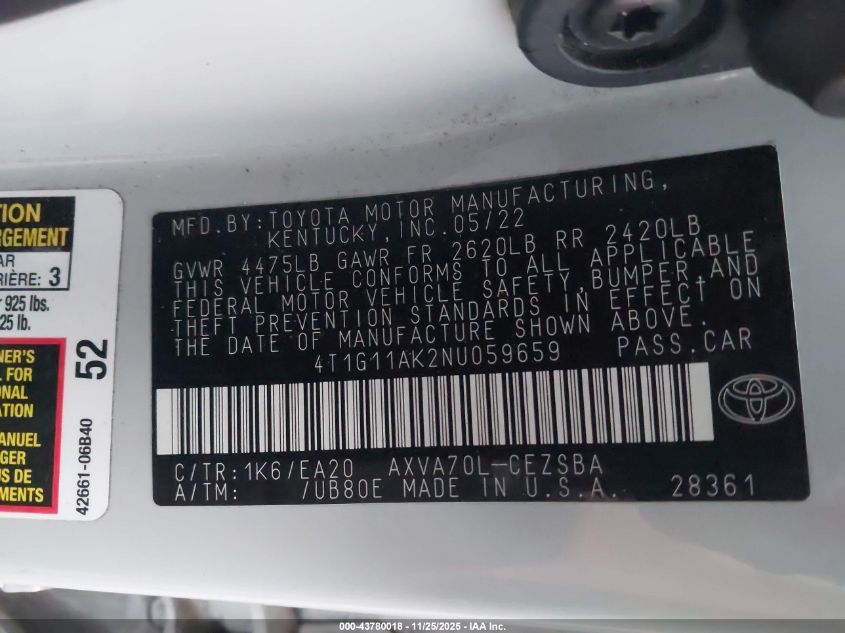 TION
RGEMENT
AR
RIÈRE: 3
925 lbs.
25 lb.
NER'S
L FOR
ONAL
ATION
MANUEL
GER
US DE
EMENTS
52
42661-06B40
MFD.BY:TOYOTA MOTOR MANUFACTURING,
KENTUCKY,INC.05/22
GVWR 4475LB GAWR FR 2620LB RR 2420LB
THIS VEHICLE CONFORMS TO ALL APPLICABLE
FEDERAL MOTOR VEHICLE SAFETY,BUMPER,AND
THEFT PREVENTION STANDARDS IN EFFECT ON
THE DATE OF MANUFACTURE SHOWN ABOVE.
4T1G11AK2NU059659 PASS.CAR
C/TR:1K6/EA20 AXVA70L-CEZSBA
A/TM: /UB80E MADE IN U.S.A. 28361
TOYOTA
000-43780018 - 11/25/2025 - IAA Inc.